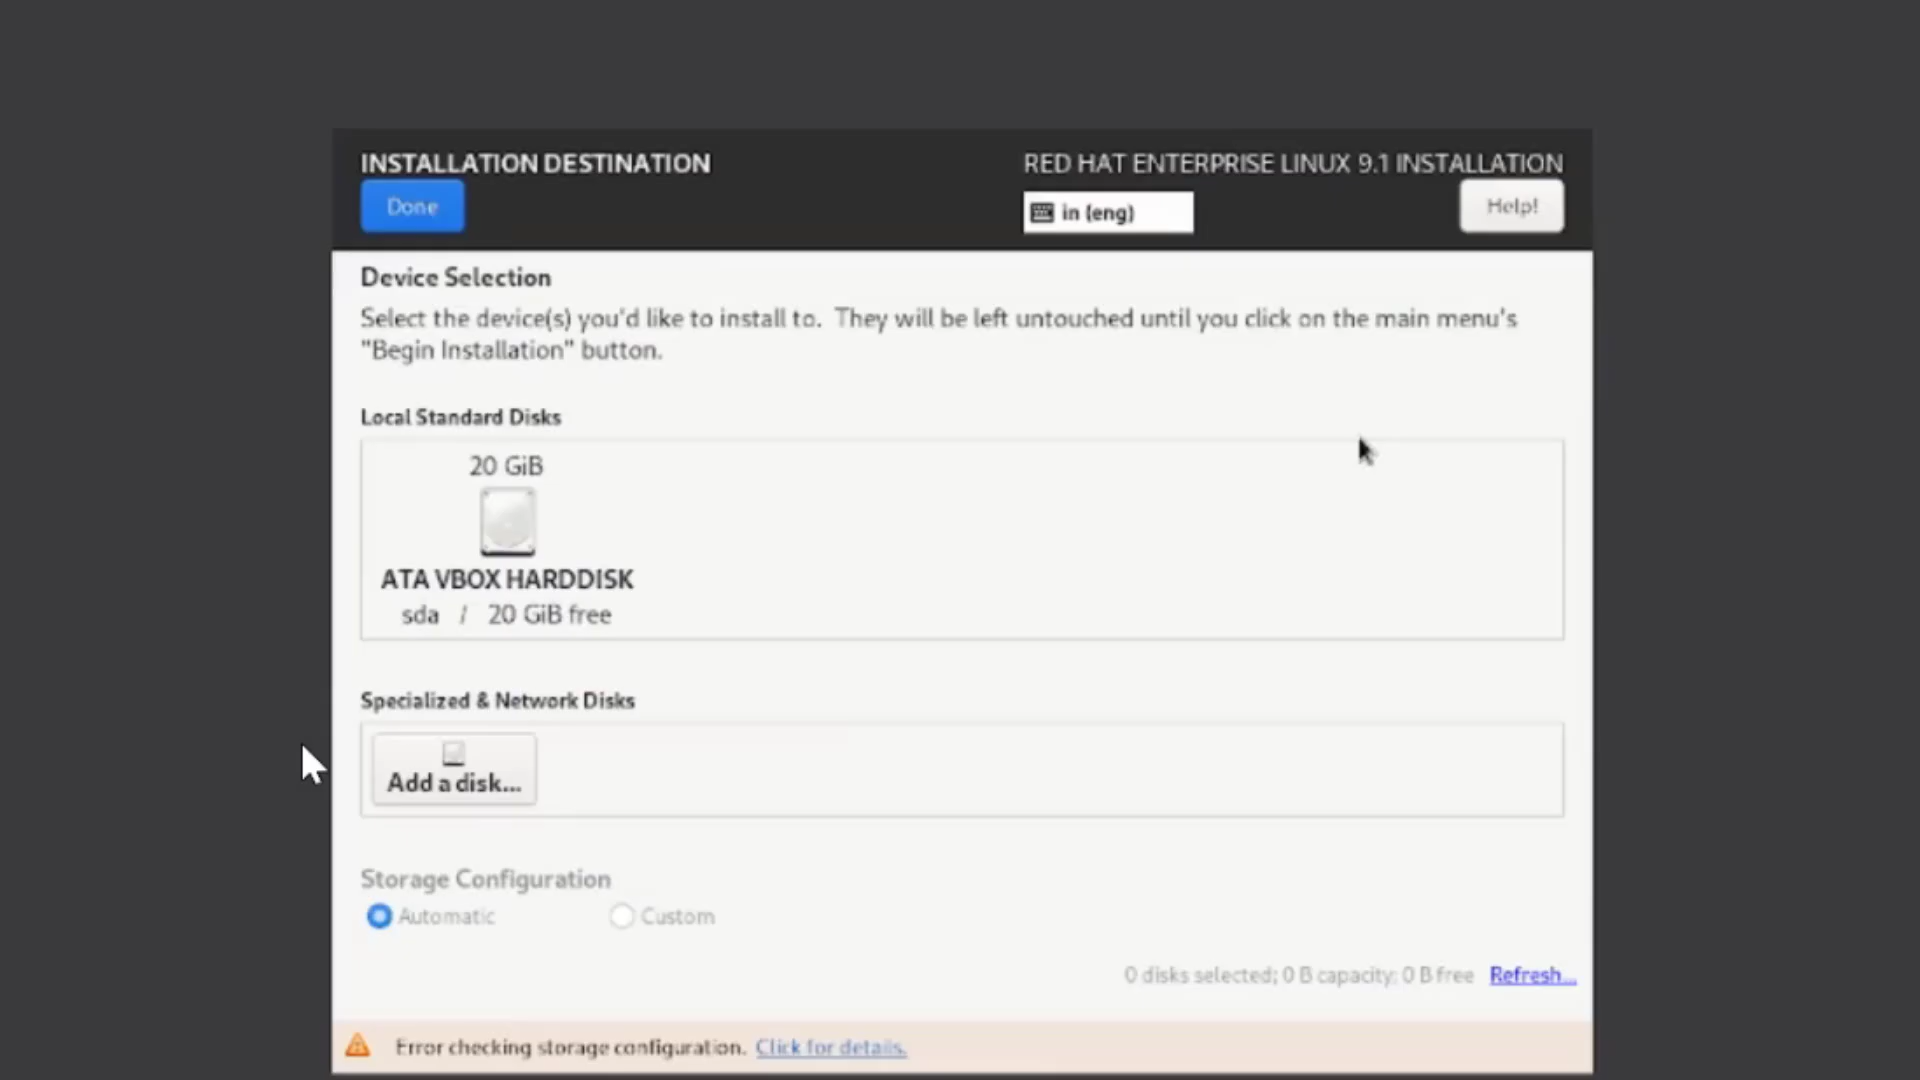 INSTALLATION DESTINATION
RED HAT ENTERPRISE LINUX 9.1 INSTALLATION
Done
in (eng)
Help!
Device Selection
Select the device(s) you'd like to install to. They will be left untouched until you click on the main menu's
"Begin Installation" button.
Local Standard Disks
20 GiB
ATA VBOX HARDDISK
sda / 20 GiB free
Specialized & Network Disks
Add a disk...
Storage Configuration
Automatic
Custom
0 disks selected; 0 B capacity; 0 B free Refresh...
Error checking storage configuration. Click for details.